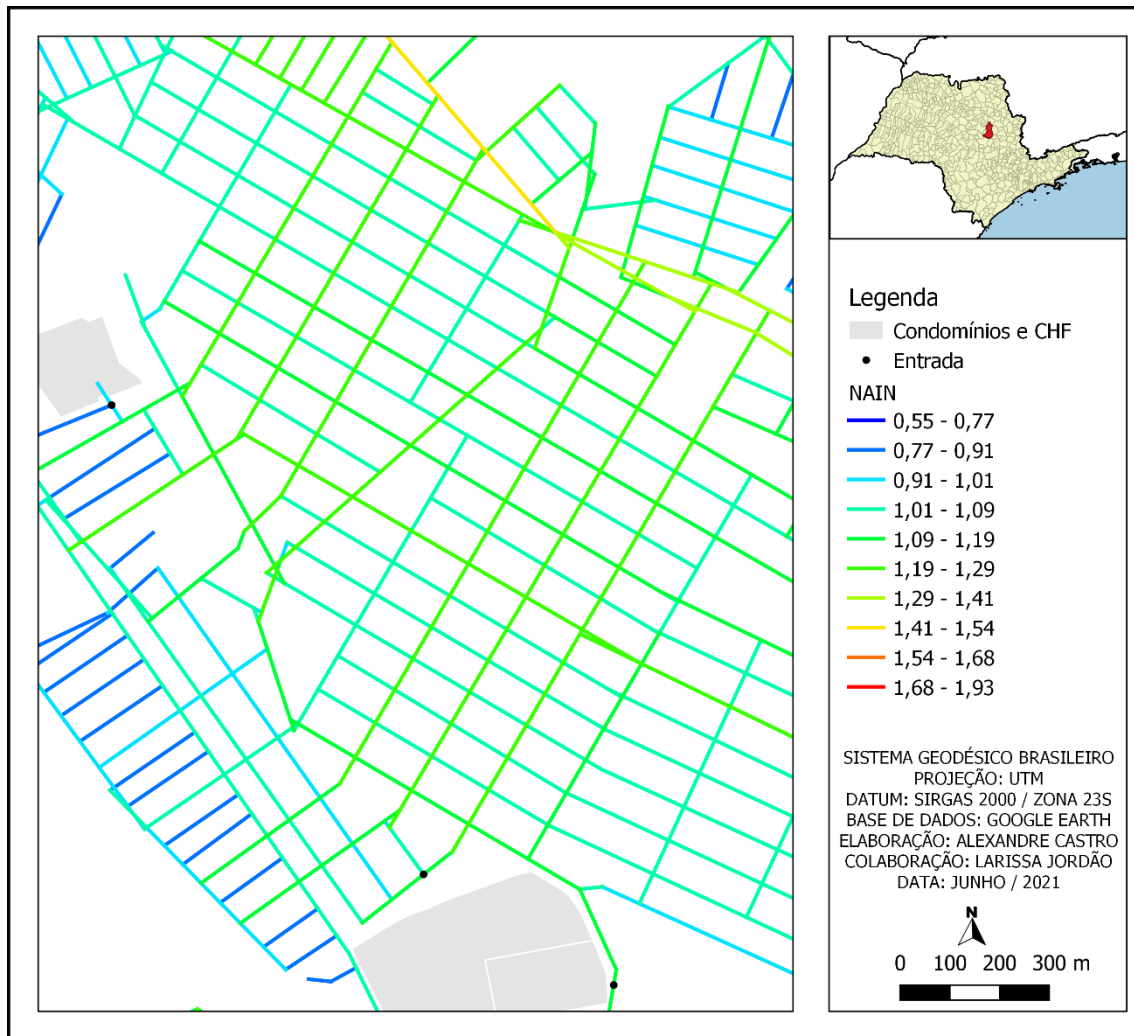 Legenda
Condomínios e CHF
Entrada
NAIN
0,55 - 0,77
0,77 - 0,91
0,91 - 1,01
1,01 - 1,09
1,09 - 1,19
1,19 - 1,29
1,29 - 1,41
1,41 - 1,54
1,54 - 1,68
1,68 - 1,93
SISTEMA GEODÉSICO BRASILEIRO
PROJEÇÃO: UTM
DATUM: SIRGAS 2000 / ZONA 23S
BASE DE DADOS: GOOGLE EARTH
ELABORAÇÃO: ALEXANDRE CASTRO
COLABORAÇÃO: LARISSA JORDÃO
DATA: JUNHO / 2021
N
0 100 200 300 m